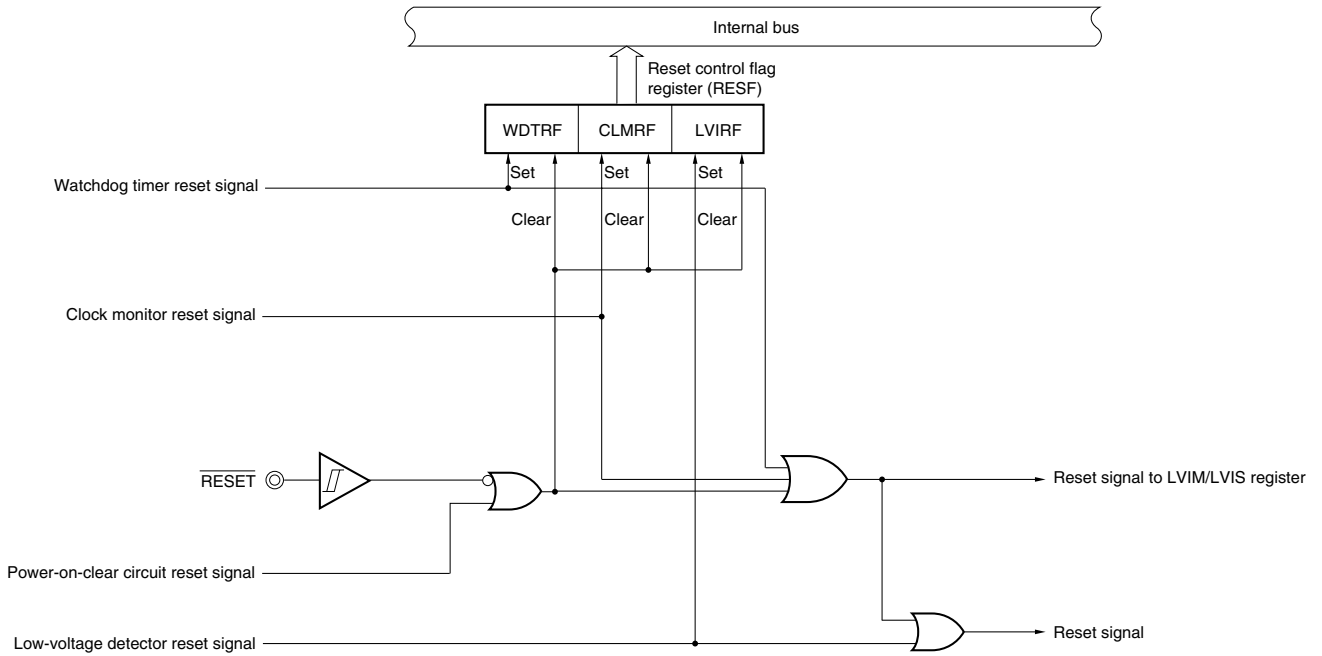 Internal bus
Reset control flag
register (RESF)
WDTRF CLMRF LVIRF
Set Set Set
Watchdog timer reset signal
Clear Clear Clear
Clock monitor reset signal
RESET
Reset signal to LVIM/LVIS register
Power-on-clear circuit reset signal
Low-voltage detector reset signal
Reset signal